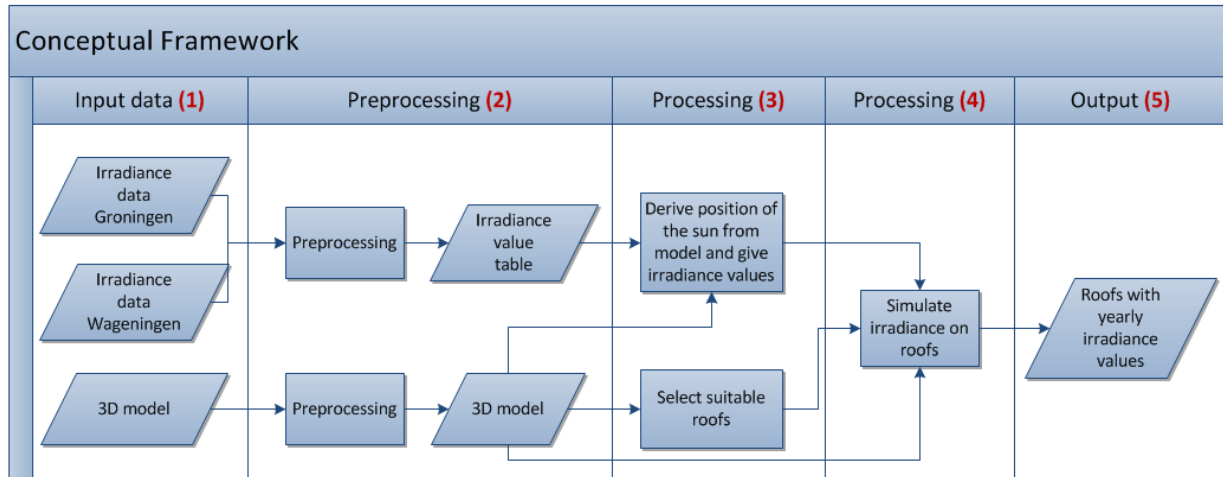 Conceptual Framework
Input data (1)
Preprocessing (2)
Processing (3)
Processing (4)
Output (5)
Irradiance
data
Groningen
Irradiance
data
Wageningen
3D model
Preprocessing
Irradiance
value
table
Preprocessing
3D model
Derive position of
the sun from
model and give
irradiance values
Select suitable
roofs
Simulate
irradiance on
roofs
Roofs with
yearly
irradiance
values